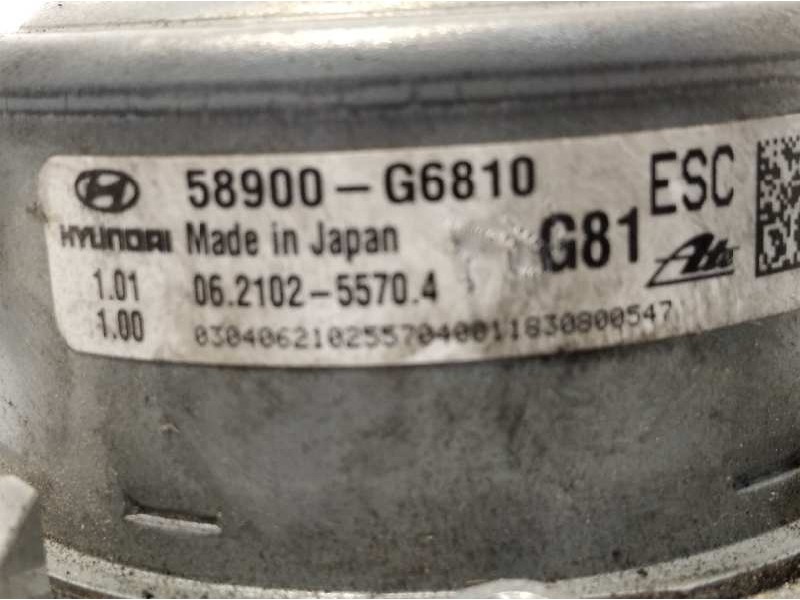 58900-G6810
HYUNDAI Made in Japan
G81
ESC
Ate
1.01 06.2102-5570.4
1.00 0304062102557040011830800547